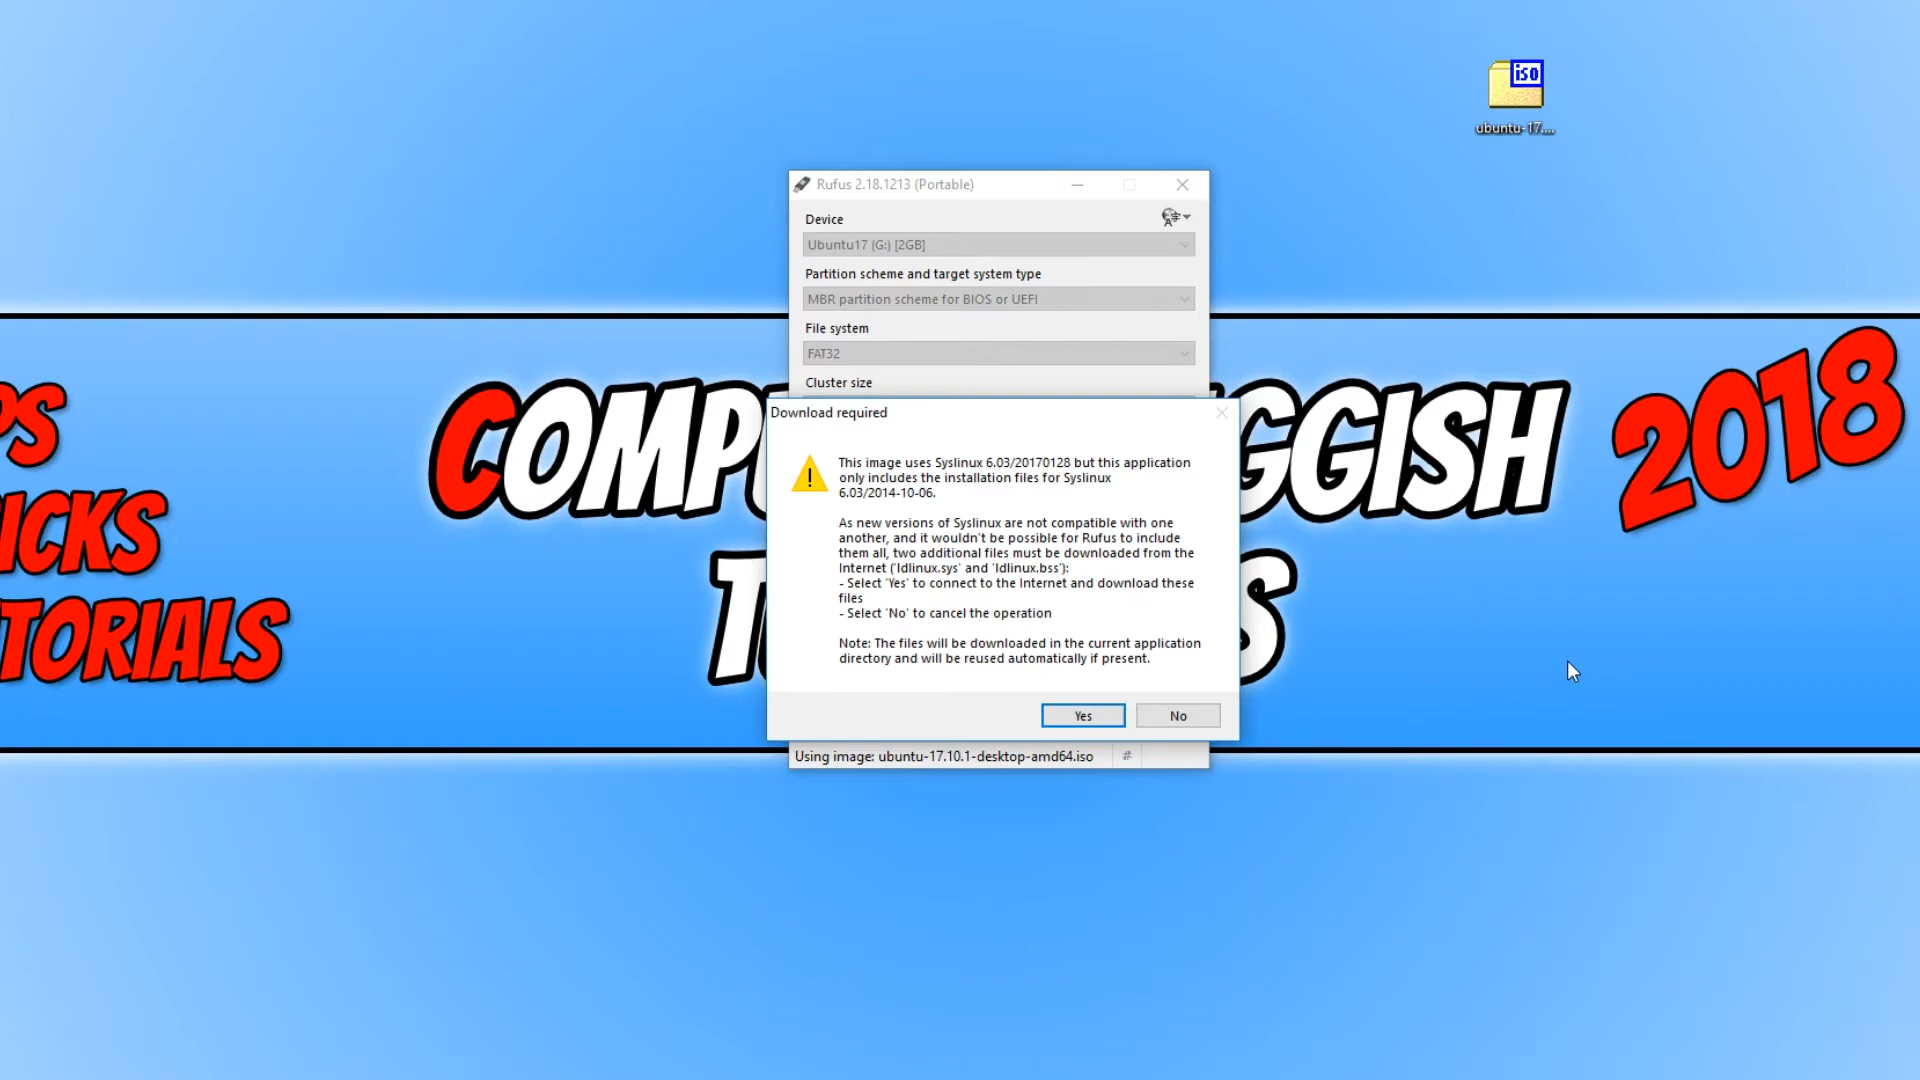 iso
ubuntu-17....
Rufus 2.18.1213 (Portable)
Device
Ubuntu17 (G:) [2GB]
Partition scheme and target system type
MBR partition scheme for BIOS or UEFI
File system
FAT32
Cluster size
Download required
This image uses Syslinux 6.03/20170128 but this application
only includes the installation files for Syslinux
6.03/2014-10-06.
As new versions of Syslinux are not compatible with one
another, and it wouldn't be possible for Rufus to include
them all, two additional files must be downloaded from the
Internet ('ldlinux.sys' and 'ldlinux.bss'):
- Select 'Yes' to connect to the Internet and download these
files
- Select 'No' to cancel the operation
Note: The files will be downloaded in the current application
directory and will be reused automatically if present.
Yes
No
Using image: ubuntu-17.10.1-desktop-amd64.iso
#
2018